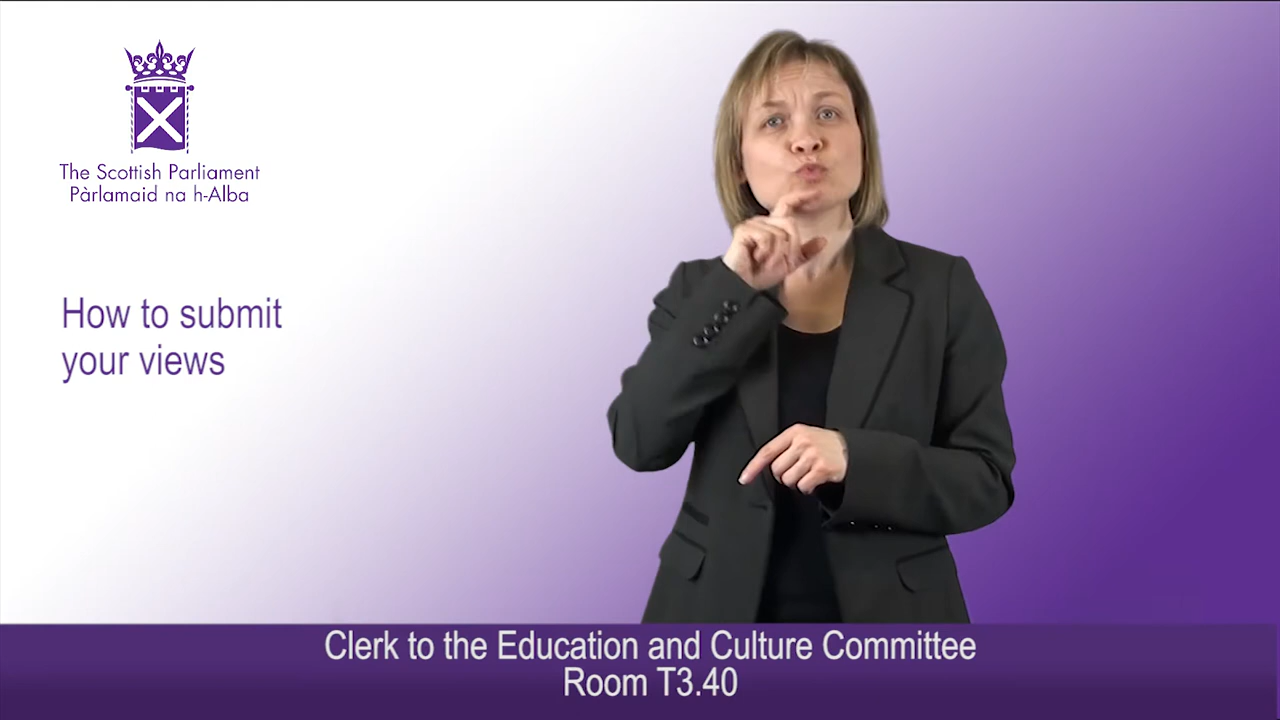 The Scottish Parliament
Pàrlamaid na h-Alba
How to submit
your views
Clerk to the Education and Culture Committee
Room T3.40